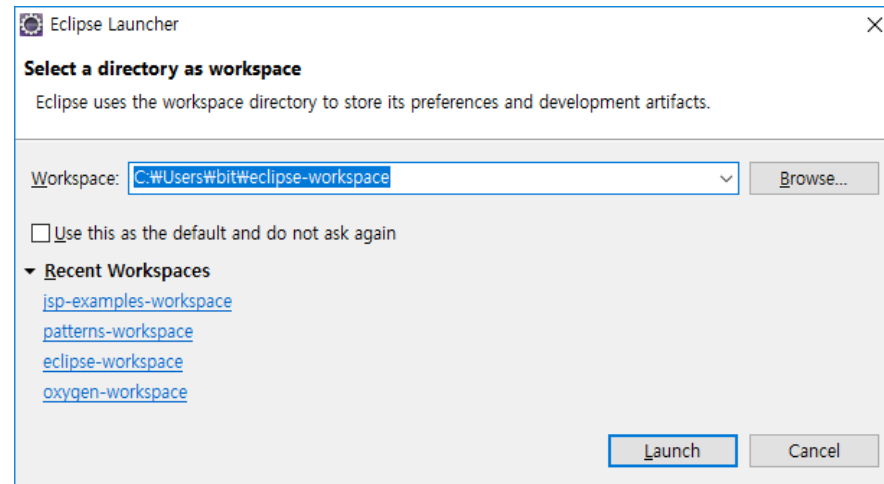 Eclipse Launcher
Select a directory as workspace
Eclipse uses the workspace directory to store its preferences and development artifacts.
Workspace: C:₩Users₩bit₩eclipse-workspace Browse...
Use this as the default and do not ask again
Recent Workspaces
jsp-examples-workspace
patterns-workspace
eclipse-workspace
oxygen-workspace
Launch Cancel